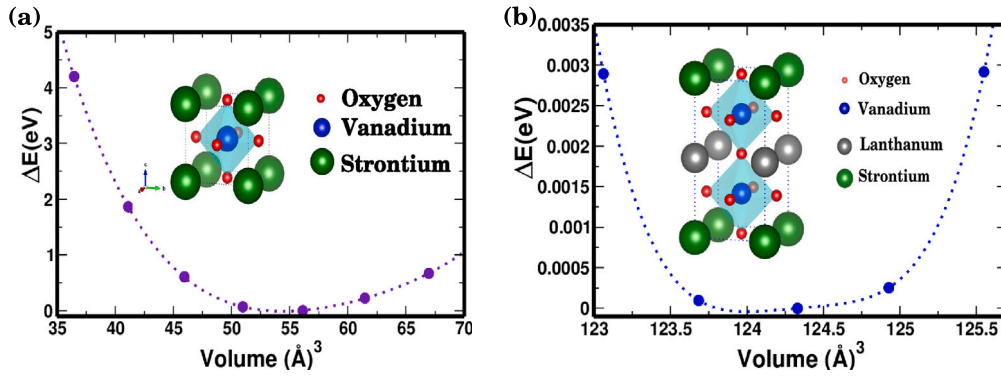 (a)
5
4
3
2
1
0
ΔE(eV)
35 40 45 50 55 60 65 70
Volume (Å)³
Oxygen
Vanadium
Strontium
c
b
(b)
0.0035
0.003
0.0025
0.002
0.0015
0.001
0.0005
0
ΔE(eV)
123 123.5 124 124.5 125 125.5
Volume (Å)³
Oxygen
Vanadium
Lanthanum
Strontium